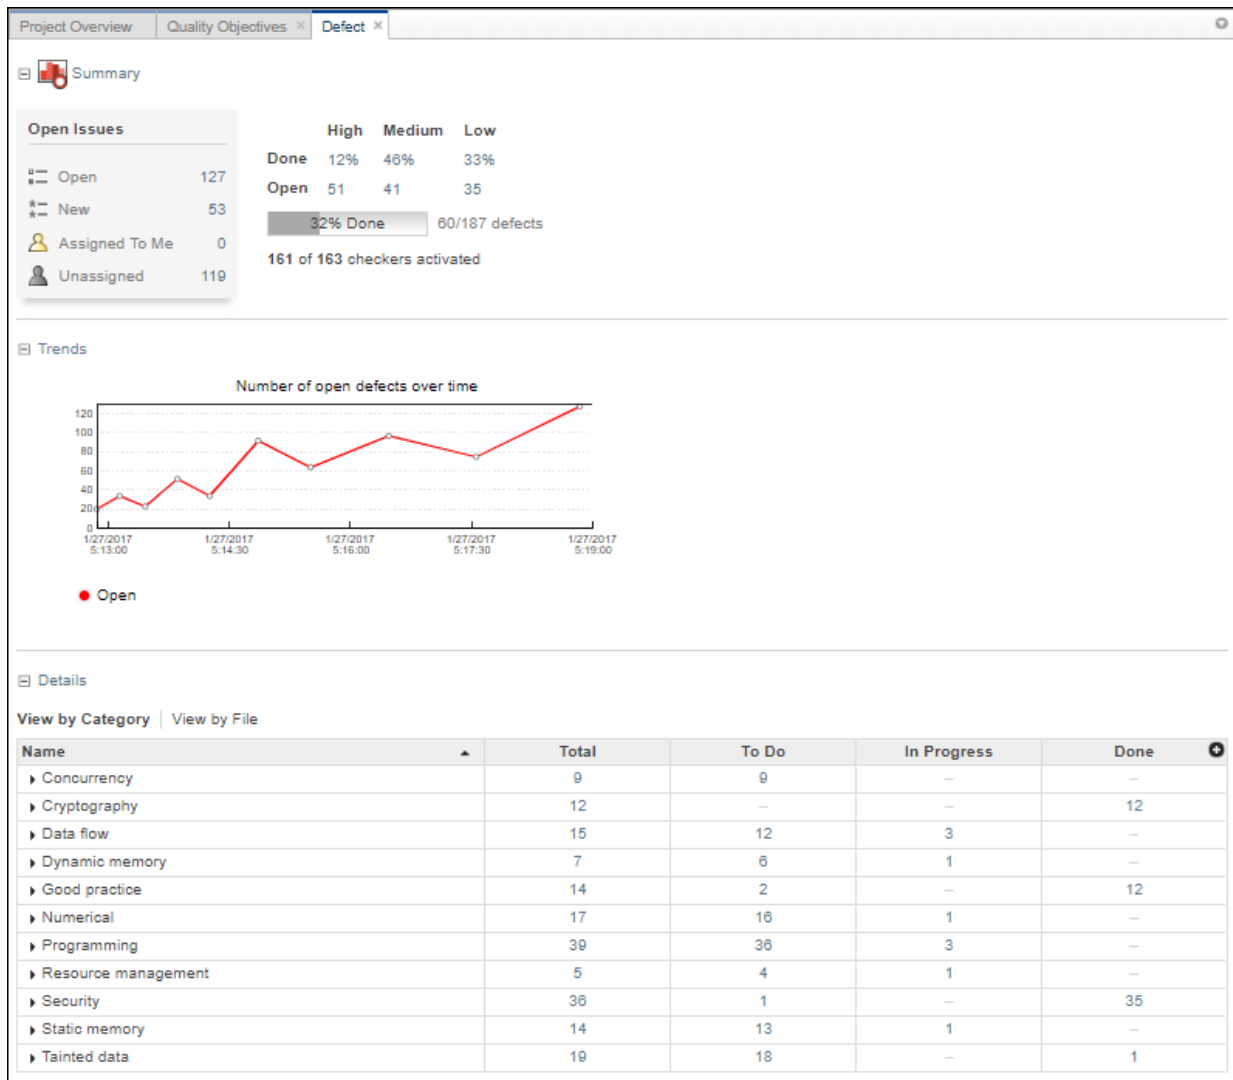 Project Overview Quality Objectives Defect
Summary
Open Issues
Open 127
New 53
Assigned To Me 0
Unassigned 119
High Medium Low
Done 12% 46% 33%
Open 51 41 35
32% Done 60/187 defects
161 of 163 checkers activated
Trends
Number of open defects over time
120
100
80
60
40
20
0
1/27/2017 1/27/2017 1/27/2017 1/27/2017 1/27/2017
5:13:00 5:14:30 5:16:00 5:17:30 5:19:00
Open
Details
View by Category View by File
Name Total To Do In Progress Done
Concurrency 9 9 – –
Cryptography 12 – – 12
Data flow 15 12 3 –
Dynamic memory 7 6 1 –
Good practice 14 2 – 12
Numerical 17 16 1 –
Programming 39 36 3 –
Resource management 5 4 1 –
Security 36 1 – 35
Static memory 14 13 1 –
Tainted data 19 18 – 1